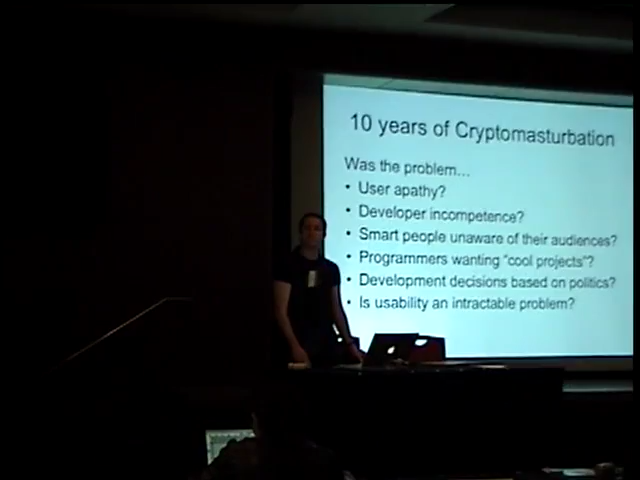 10 years of Cryptomasturbation
Was the problem...
• User apathy?
• Developer incompetence?
• Smart people unaware of their audiences?
• Programmers wanting "cool projects"?
• Development decisions based on politics?
• Is usability an intractable problem?